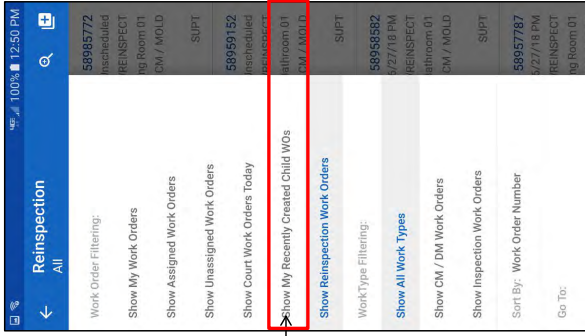 4GE 100% 12:50 PM
Reinspection
All
Work Order Filtering:
Show My Work Orders
Show Assigned Work Orders
Show Unassigned Work Orders
Show Court Work Orders Today
Show My Recently Created Child WOs
Show Reinspection Work Orders
WorkType Filtering:
Show All Work Types
Show CM / DM Work Orders
Show Inspection Work Orders
Sort By: Work Order Number
Go To:
58985772
nscheduled
REINSPECT
ng Room 01
CM / MOLD
SUPT
58959152
nscheduled
REINSPECT
athroom 01
CM / MOLD
SUPT
58958582
/27/18 PM
REINSPECT
athroom 01
CM / MOLD
SUPT
58957787
/27/18 PM
REINSPECT
ng Room 01